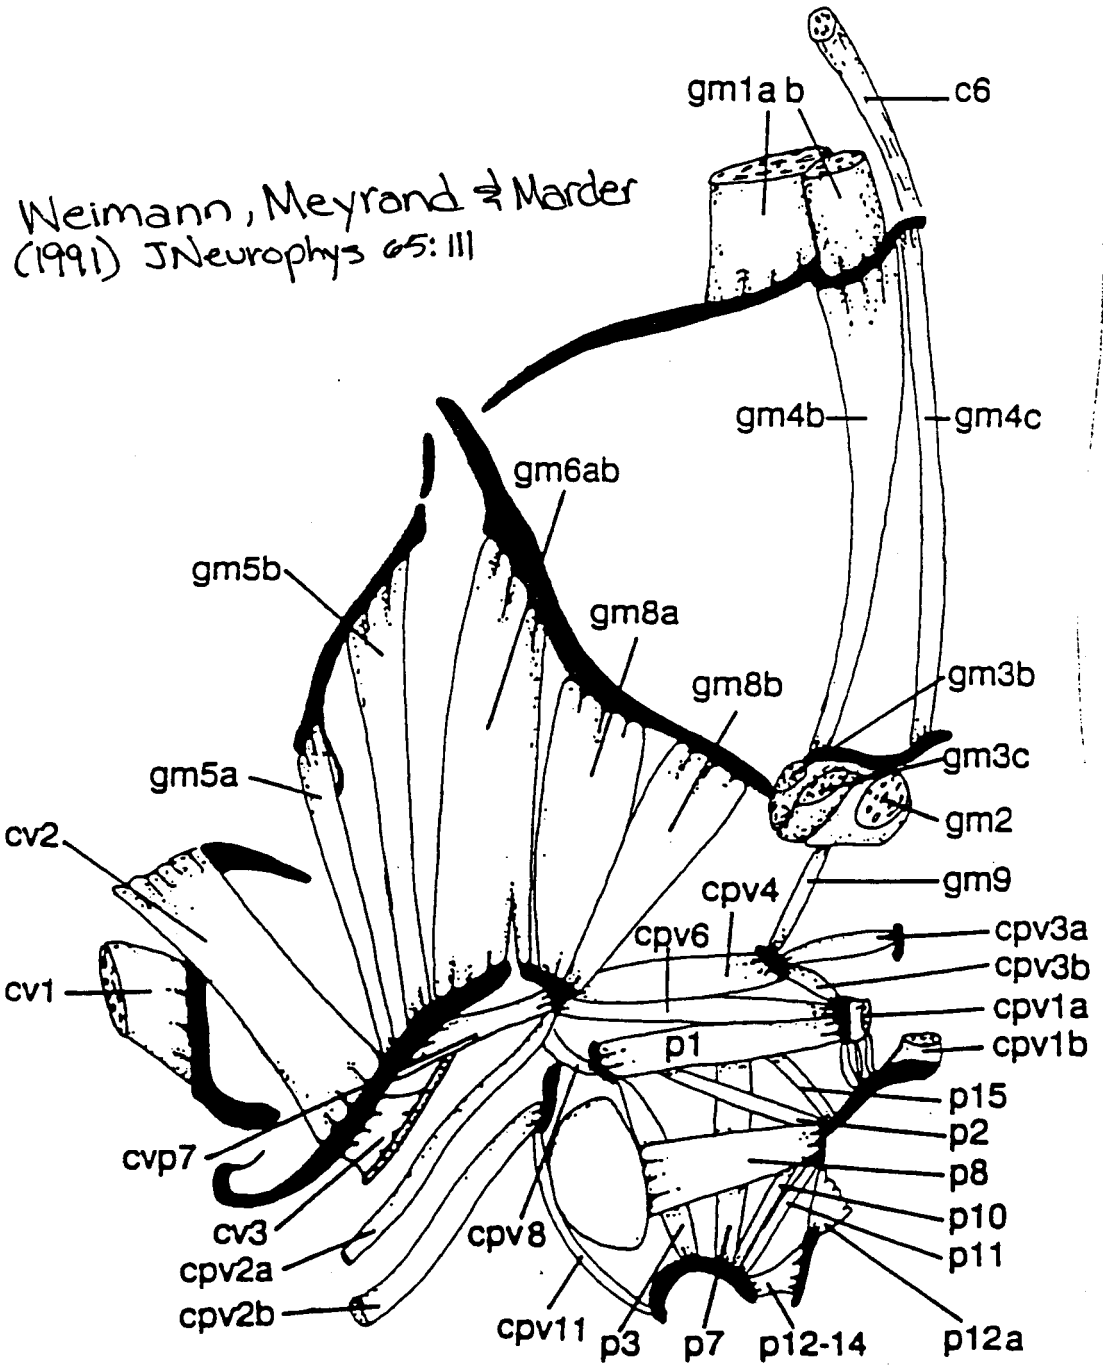 gm1a b
c6
Weimann, Meyrand & Marder
(1991) JNeurophys 65:111
gm4b
gm4c
gm6ab
gm5b
gm8a
gm8b
gm3b
gm3c
gm5a
gm2
cv2
gm9
cpv4
cpv6
cpv3a
cpv3b
cv1
cpv1a
p1
cpv1b
p15
p2
cvp7
p8
p10
cv3
cpv8
p11
cpv2a
cpv2b
cpv11
p3
p7
p12-14
p12a